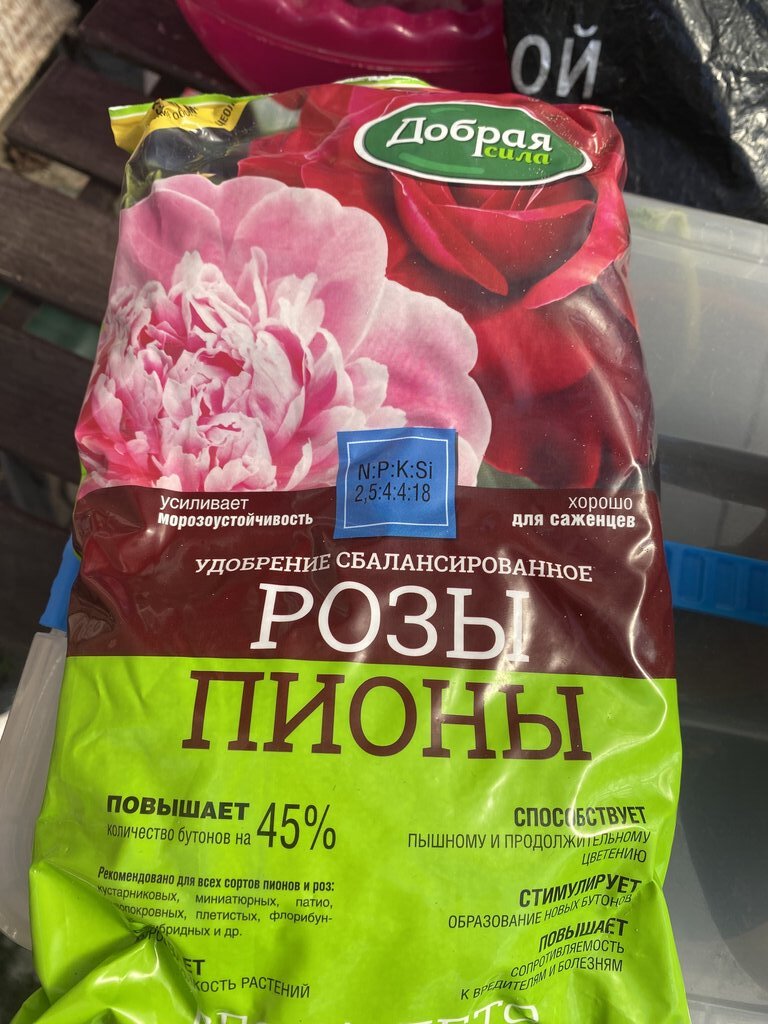 ОЙ
Добрая
сила
N:P:K:Si
2,5:4:4:18
Усиливает
морозоустойчивость
хорошо
для саженцев
УДОБРЕНИЕ СБАЛАНСИРОВАННОЕ
РОЗЫ
ПИОНЫ
ПОВЫШАЕТ
количество бутонов на 45%
Рекомендовано для всех сортов пионов и роз:
кустарниковых, миниатюрных, патио,
плетистых, флорибун-
и др.
СПОСОБСТВУЕТ
ПЫШНОМУ И ПРОДОЛЖИТЕЛЬНОМУ
ЦВЕТЕНИЮ
СТИМУЛИРУЕТ
ОБРАЗОВАНИЕ НОВЫХ БУТОНОВ
ПОВЫШАЕТ
СОПРОТИВЛЯЕМОСТЬ
К ВРЕДИТЕЛЯМ И БОЛЕЗНЯМ
РАСТЕНИЙ